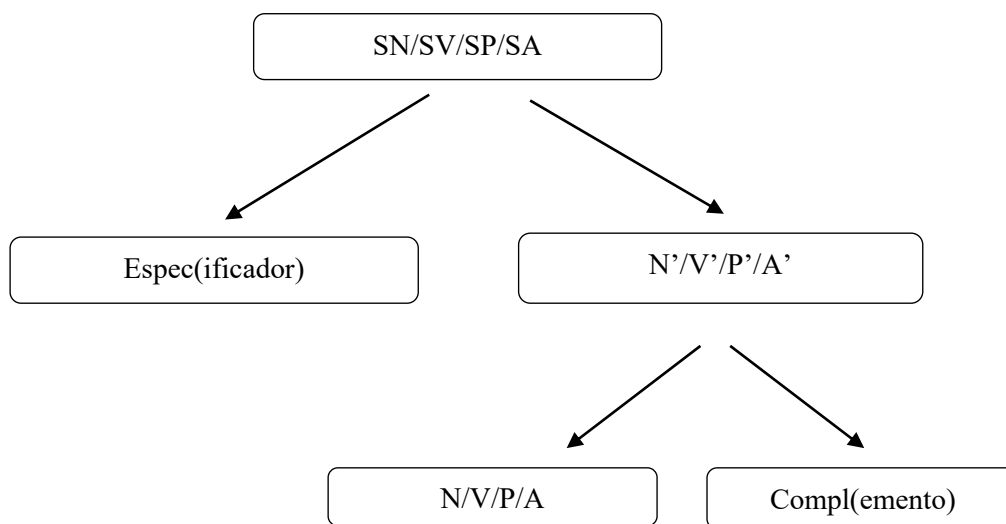 SN/SV/SP/SA
Espec(ificador)
N’/V’/P’/A’
N/V/P/A
Compl(emento)